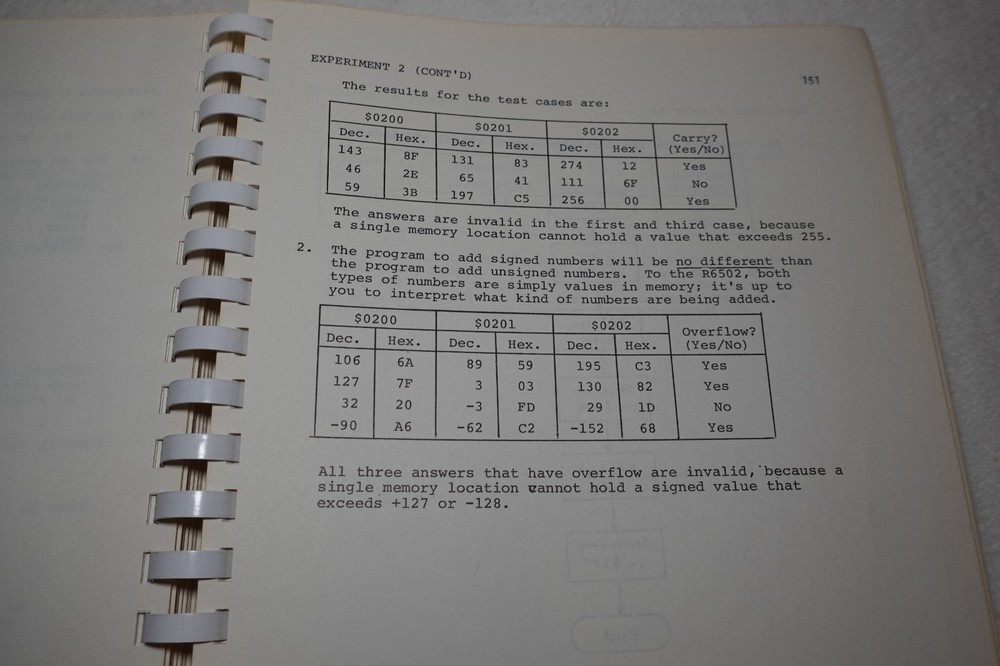 EXPERIMENT 2 (CONT'D)
151
The results for the test cases are:
$0200 $0201 $0202 Carry? (Yes/No)
Dec. Hex. Dec. Hex. Dec. Hex.
143 8F 131 83 274 12 Yes
46 2E 65 41 111 6F No
59 3B 197 C5 256 00 Yes
The answers are invalid in the first and third case, because
a single memory location cannot hold a value that exceeds 255.
2. The program to add signed numbers will be no different than
the program to add unsigned numbers. To the R6502, both
types of numbers are simply values in memory; it's up to
you to interpret what kind of numbers are being added.
$0200 $0201 $0202 Overflow? (Yes/No)
Dec. Hex. Dec. Hex. Dec. Hex.
106 6A 89 59 195 C3 Yes
127 7F 3 03 130 82 Yes
32 20 -3 FD 29 1D No
-90 A6 -62 C2 -152 68 Yes
All three answers that have overflow are invalid, because a
single memory location cannot hold a signed value that
exceeds +127 or -128.